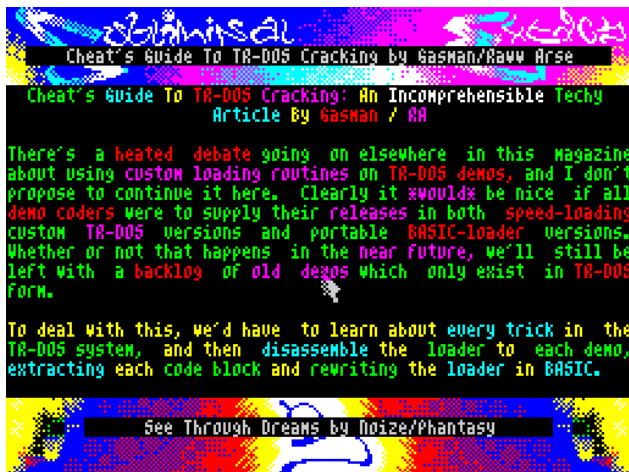 Subliminal Extacy
Cheat's Guide To TR-DOS Cracking by Gasman/Raww Arse
Cheat's Guide To TR-DOS Cracking: An Incomprehensible Techy
Article By Gasman / RA
There's a heated debate going on elsewhere in this magazine
about using custom loading routines on TR-DOS demos, and I don't
propose to continue it here. Clearly it *would* be nice if all
demo coders were to supply their releases in both speed-loading
custom TR-DOS versions and portable BASIC-loader versions.
Whether or not that happens in the near future, we'll still be
left with a backlog of old demos which only exist in TR-DOS
form.
To deal with this, we'd have to learn about every trick in the
TR-DOS system, and then disassemble the loader to each demo,
extracting each code block and rewriting the loader in BASIC.
See Through Dreams by Noize/Phantasy